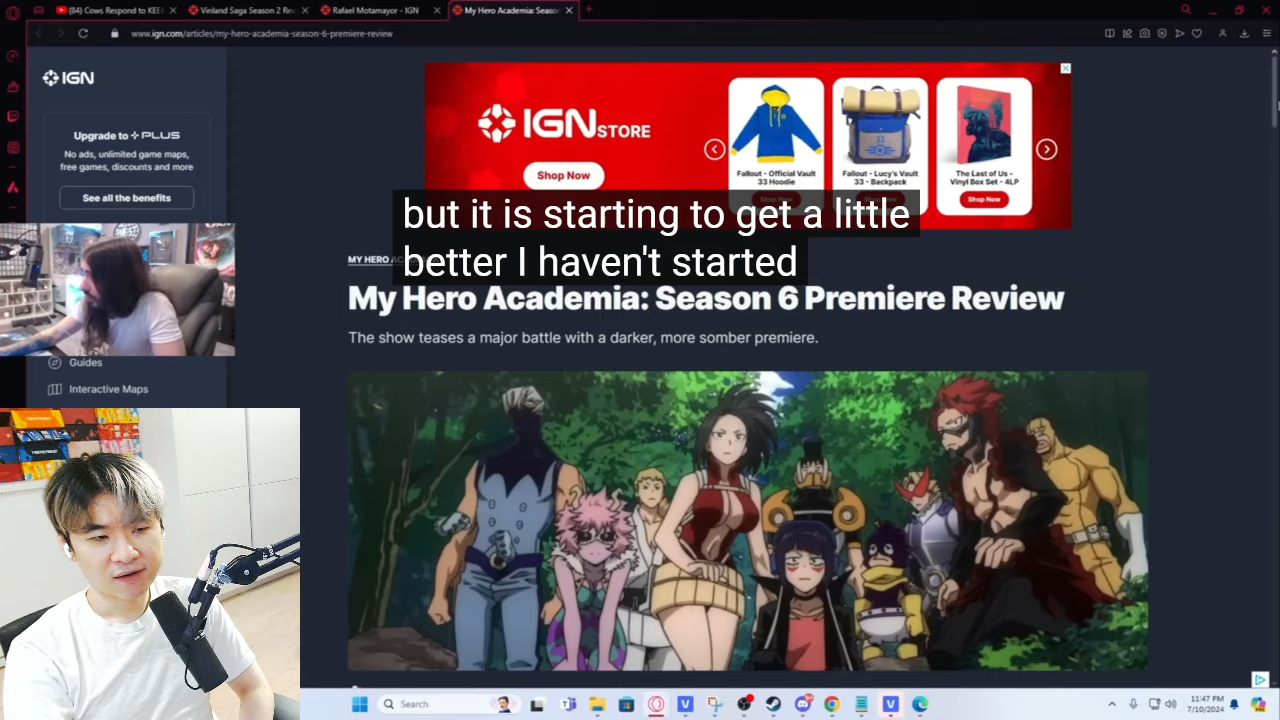 (84) Cows Respond to KEE
Vinland Saga Season 2 Re
Rafael Motamayor - IGN
My Hero Academia: Seaso
www.ign.com/articles/my-hero-academia-season-6-premiere-review
IGN
Upgrade to PLUS
No ads, unlimited game maps,
free games, discounts and more
See all the benefits
IGN STORE
Shop Now
Fallout - Official Vault
33 Hoodie
Fallout - Lucy's Vault
33 - Backpack
The Last of Us -
Vinyl Box Set - 4LP
Shop Now
but it is starting to get a little
better I haven't started
MY HERO
My Hero Academia: Season 6 Premiere Review
The show teases a major battle with a darker, more somber premiere.
Guides
Interactive Maps
Search
11:47 PM
7/10/2024